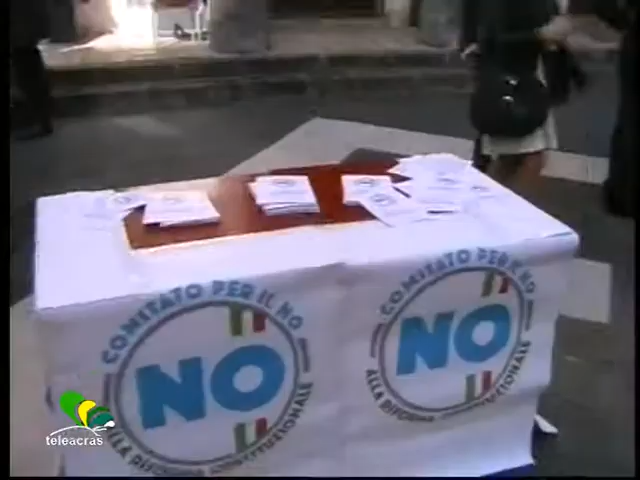 COMITATO PER IL NO
NO
ALLA RIFORMA COSTITUZIONALE
COMITATO PER IL NO
NO
ALLA RIFORMA COSTITUZIONALE
teleacras